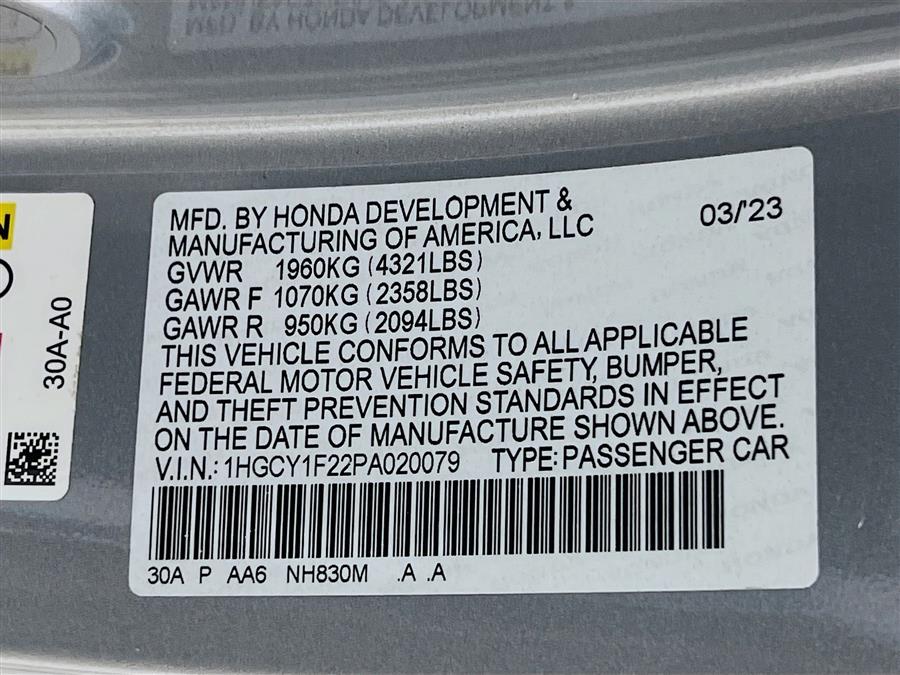 MFD. BY HONDA DEVELOPMENT &
MANUFACTURING OF AMERICA, LLC 03/'23
GVWR 1960KG (4321LBS)
GAWR F 1070KG (2358LBS)
GAWR R 950KG (2094LBS)
THIS VEHICLE CONFORMS TO ALL APPLICABLE
FEDERAL MOTOR VEHICLE SAFETY, BUMPER,
AND THEFT PREVENTION STANDARDS IN EFFECT
ON THE DATE OF MANUFACTURE SHOWN ABOVE.
V.I.N.: 1HGCY1F22PA020079 TYPE: PASSENGER CAR
30A P AA6 NH830M .A .A
30A-A0
N